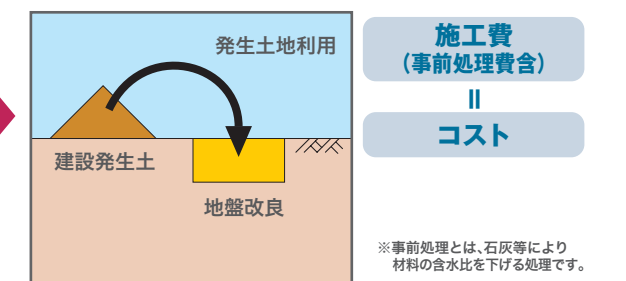 発生土地利用
建設発生土
地盤改良
施工費
（事前処理費含）
＝
コスト
※事前処理とは、石灰等により
材料の含水比を下げる処理です。